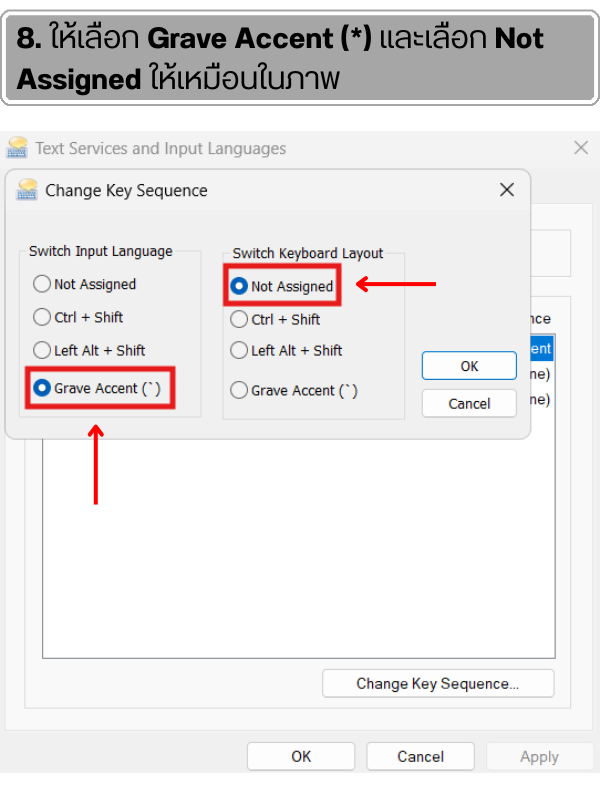 8. ให้เลือก Grave Accent (*) และเลือก Not
Assigned ให้เหมือนในภาพ
Text Services and Input Languages
Change Key Sequence
Switch Input Language
Not Assigned
Ctrl + Shift
Left Alt + Shift
Grave Accent (`)
Switch Keyboard Layout
Not Assigned
Ctrl + Shift
Left Alt + Shift
Grave Accent (`)
OK
Cancel
nce
ent
ne)
ne)
Change Key Sequence...
OK
Cancel
Apply